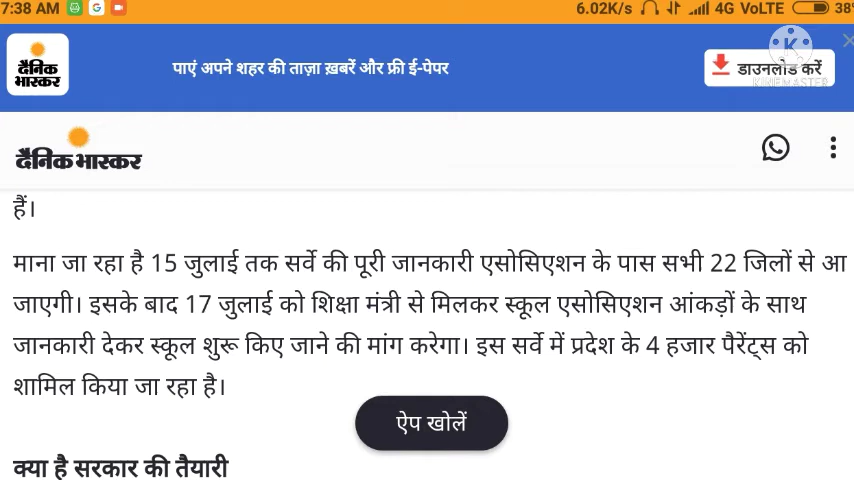 7:38 AM 6.02K/s 4G VoLTE 38
दैनिक
भास्कर
पाएं अपने शहर की ताज़ा ख़बरें और फ्री ई-पेपर
डाउनलोड करें
KINEMASTER
दैनिक भास्कर
हैं।
माना जा रहा है 15 जुलाई तक सर्वे की पूरी जानकारी एसोसिएशन के पास सभी 22 जिलों से आ
जाएगी। इसके बाद 17 जुलाई को शिक्षा मंत्री से मिलकर स्कूल एसोसिएशन आंकड़ों के साथ
जानकारी देकर स्कूल शुरू किए जाने की मांग करेगा। इस सर्वे में प्रदेश के 4 हजार पैरेंट्स को
शामिल किया जा रहा है।
ऐप खोलें
क्या है सरकार की तैयारी